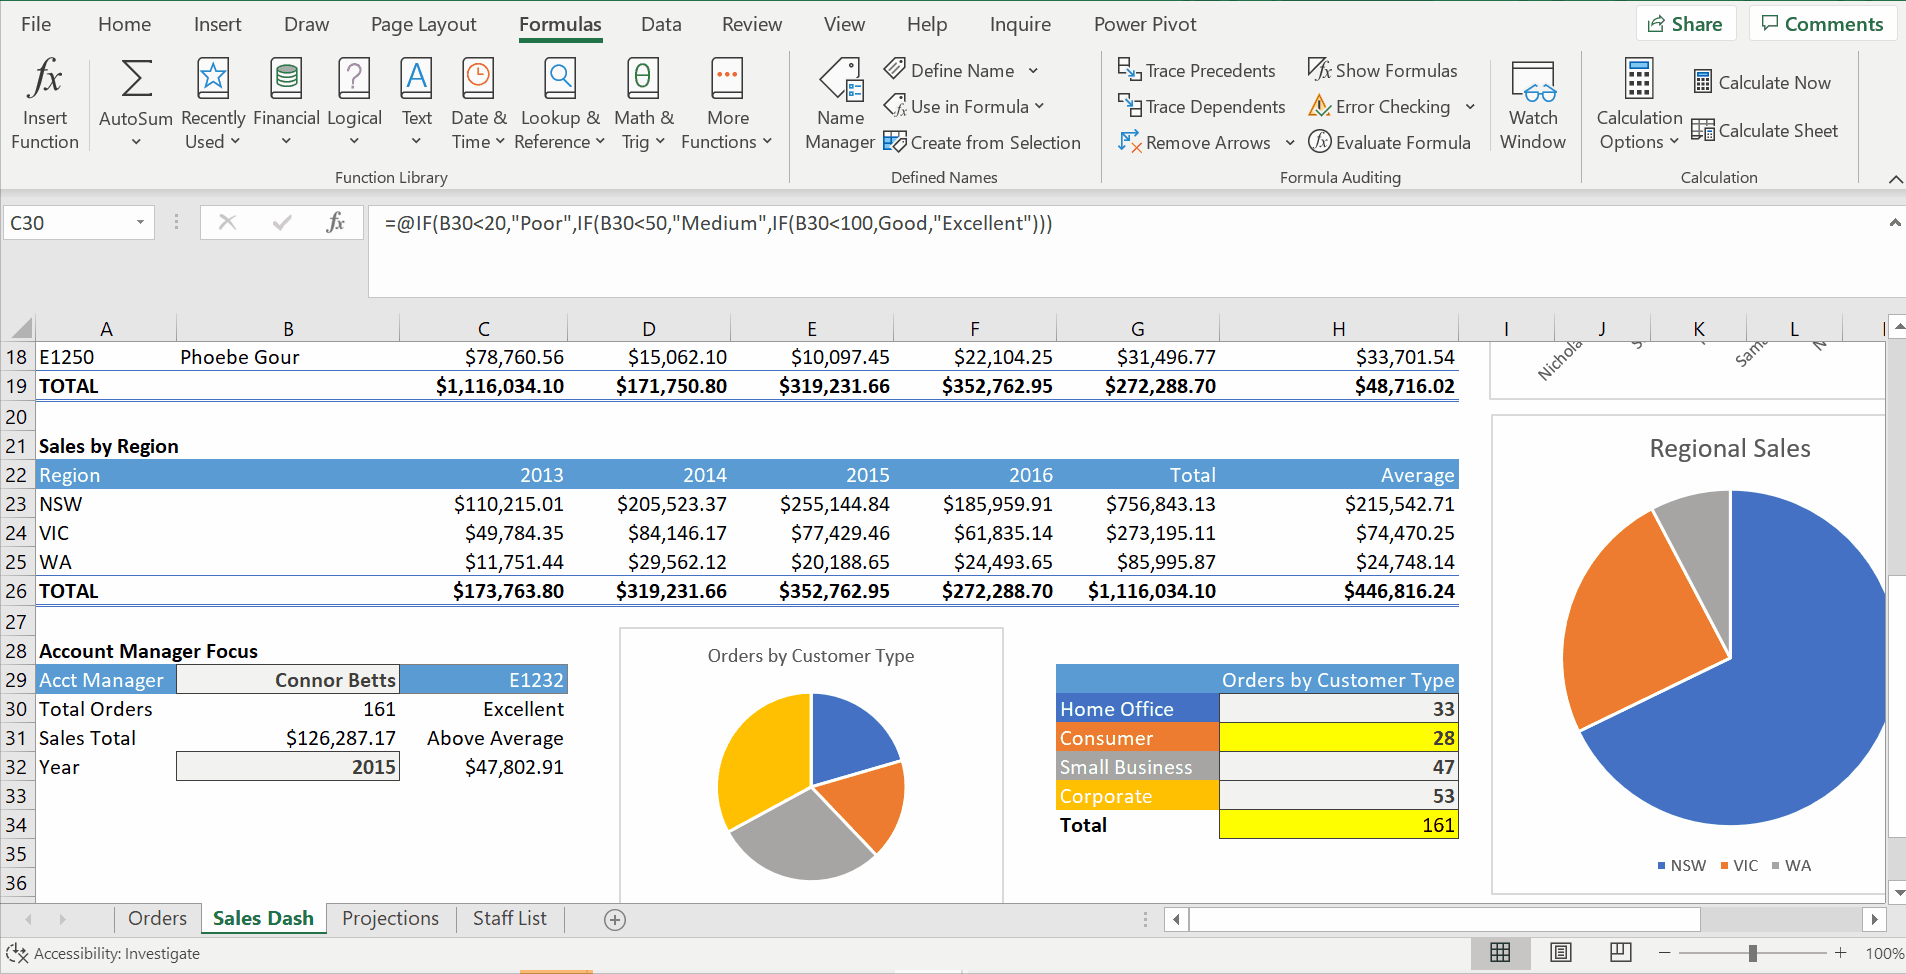 File Home Insert Draw Page Layout Formulas Data Review View Help Inquire Power Pivot Share Comments
fx Σ ? A θ Define Name Trace Precedents fx Show Formulas Calculate Now
Insert AutoSum Recently Financial Logical Text Date & Lookup & Math & More Name Use in Formula Trace Dependents Error Checking Watch Calculation
Function Used Time Reference Trig Functions Manager Create from Selection Remove Arrows fx Evaluate Formula Window Options Calculate Sheet
Function Library Defined Names Formula Auditing Calculation
C30 fx =@IF(B30<20,"Poor",IF(B30<50,"Medium",IF(B30<100,Good,"Excellent")))
A B C D E F G H I J K L
18 E1250 Phoebe Gour $78,760.56 $15,062.10 $10,097.45 $22,104.25 $31,496.77 $33,701.54
19 TOTAL $1,116,034.10 $171,750.80 $319,231.66 $352,762.95 $272,288.70 $48,716.02
20
21 Sales by Region
22 Region 2013 2014 2015 2016 Total Average
23 NSW $110,215.01 $205,523.37 $255,144.84 $185,959.91 $756,843.13 $215,542.71
24 VIC $49,784.35 $84,146.17 $77,429.46 $61,835.14 $273,195.11 $74,470.25
25 WA $11,751.44 $29,562.12 $20,188.65 $24,493.65 $85,995.87 $24,748.14
26 TOTAL $173,763.80 $319,231.66 $352,762.95 $272,288.70 $1,116,034.10 $446,816.24
27
28 Account Manager Focus
29 Acct Manager Connor Betts E1232
30 Total Orders 161 Excellent
31 Sales Total $126,287.17 Above Average
32 Year 2015 $47,802.91
33
34
35
36
Orders by Customer Type
Orders by Customer Type
Home Office 33
Consumer 28
Small Business 47
Corporate 53
Total 161
Regional Sales
NSW VIC WA
Orders Sales Dash Projections Staff List
Accessibility: Investigate 100%